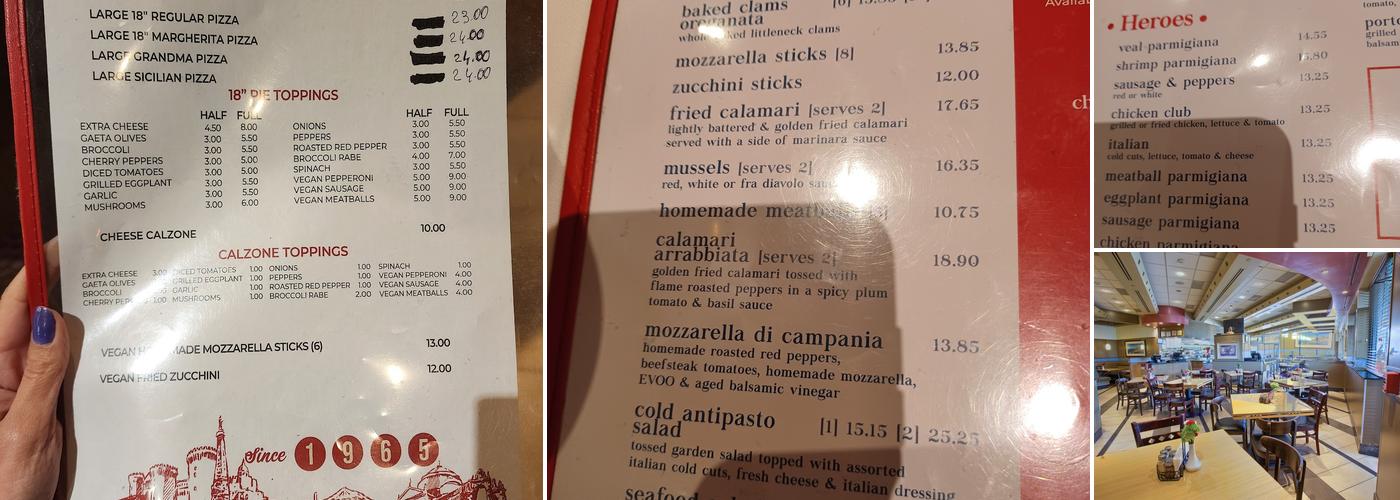 LARGE 18" REGULAR PIZZA 23.00
LARGE 18" MARGHERITA PIZZA 24.00
LARGE GRANDMA PIZZA 24.00
LARGE SICILIAN PIZZA 24.00
18" PIE TOPPINGS
HALF FULL
EXTRA CHEESE 4.50 8.00
GAETA OLIVES 3.00 5.50
BROCCOLI 3.00 5.50
CHERRY PEPPERS 3.00 5.00
DICED TOMATOES 3.00 5.00
GRILLED EGGPLANT 3.00 5.50
GARLIC 3.00 5.50
MUSHROOMS 3.00 6.00
HALF FULL
ONIONS 3.00 5.50
PEPPERS 3.00 5.50
ROASTED RED PEPPER 3.00 5.50
BROCCOLI RABE 4.00 7.00
SPINACH 3.00 5.50
VEGAN PEPPERONI 5.00 9.00
VEGAN SAUSAGE 5.00 9.00
VEGAN MEATBALLS 5.00 9.00
CHEESE CALZONE 10.00
CALZONE TOPPINGS
EXTRA CHEESE 3.00 DICED TOMATOES 1.00 ONIONS 1.00 SPINACH 1.00
GAETA OLIVES GRILLED EGGPLANT 1.00 PEPPERS 1.00 VEGAN PEPPERONI 4.00
BROCCOLI GARLIC 1.00 ROASTED RED PEPPER 1.00 VEGAN SAUSAGE 4.00
CHERRY 1.00 MUSHROOMS 1.00 BROCCOLI RABE 2.00 VEGAN MEATBALLS 4.00
VEGAN HOMEMADE MOZZARELLA STICKS (6) 13.00
VEGAN FRIED ZUCCHINI 12.00
Since 1965
baked clams
oreganata
whole baked littleneck clams
mozzarella sticks [8] 13.85
zucchini sticks 12.00
fried calamari [serves 2] 17.65
lightly battered & golden fried calamari
served with a side of marinara sauce
mussels [serves 2] 16.35
red, white or fra diavolo sauce
homemade meatballs 10.75
calamari
arrabbiata [serves 2] 18.90
golden fried calamari tossed with
flame roasted peppers in a spicy plum
tomato & basil sauce
mozzarella di campania 13.85
homemade roasted red peppers,
beefsteak tomatoes, homemade mozzarella,
EVOO & aged balsamic vinegar
cold antipasto
salad [1] 15.15 [2] 25.25
tossed garden salad topped with assorted
italian cold cuts, fresh cheese & italian dressing
• Heroes •
veal parmigiana 14.55
shrimp parmigiana 15.80
sausage & peppers 13.25
red or white
chicken club 13.25
grilled or fried chicken, lettuce & tomato
italian 13.25
cold cuts, lettuce, tomato & cheese
meatball parmigiana 13.25
eggplant parmigiana 13.25
sausage parmigiana 13.25
chicken parmigiana
tomato,
grilled